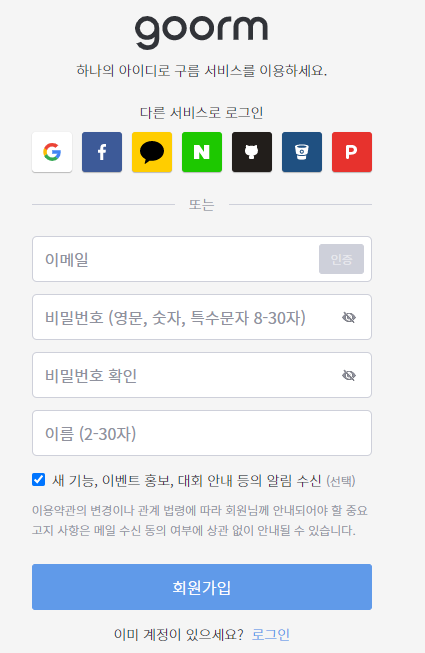 goorm
하나의 아이디로 구름 서비스를 이용하세요.
다른 서비스로 로그인
또는
이메일
인증
비밀번호 (영문, 숫자, 특수문자 8-30자)
비밀번호 확인
이름 (2-30자)
새 기능, 이벤트 홍보, 대회 안내 등의 알림 수신 (선택)
이용약관의 변경이나 관계 법령에 따라 회원님께 안내되어야 할 중요
고지 사항은 메일 수신 동의 여부에 상관 없이 안내될 수 있습니다.
회원가입
이미 계정이 있으세요? 로그인